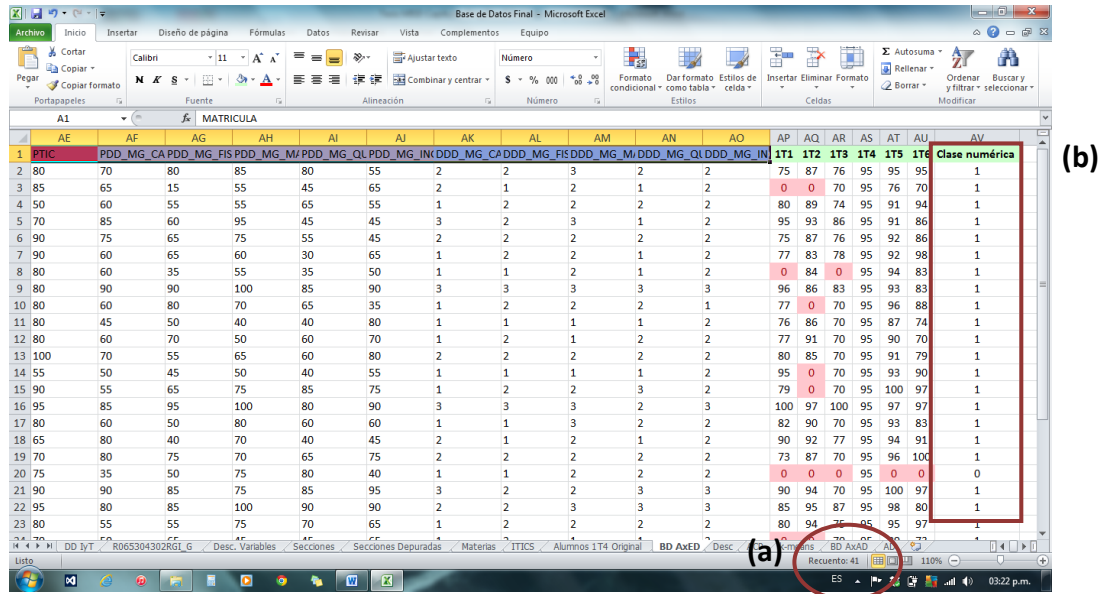 Base de Datos Final - Microsoft Excel
Archivo Inicio Insertar Diseño de página Fórmulas Datos Revisar Vista Complementos Equipo
Cortar
Copiar
Copiar formato
Pegar
Portapapeles
Calibri 11
N K S
Fuente
Ajustar texto
Combinar y centrar
Alineación
Número
$ % 000
Número
Formato condicional
Dar formato como tabla
Estilos de celda
Estilos
Insertar Eliminar Formato
Celdas
Σ Autosuma
Rellenar
Borrar
Ordenar y filtrar
Buscar y seleccionar
Modificar
A1 fx MATRICULA
AE AF AG AH AI AJ AK AL AM AN AO AP AQ AR AS AT AU AV
1 PTIC PDD_MG_CA PDD_MG_FIS PDD_MG_MA PDD_MG_QU PDD_MG_IN DDD_MG_CA DDD_MG_FIS DDD_MG_MA DDD_MG_QU DDD_MG_IN 1T1 1T2 1T3 1T4 1T5 1T6 Clase numérica
2 80 70 80 85 80 55 2 2 3 2 2 75 87 76 95 95 95 1
3 85 65 15 55 45 65 2 1 2 1 2 0 0 70 95 76 70 1
4 50 60 55 55 65 55 1 2 2 2 2 80 89 74 95 91 94 1
5 70 85 60 95 45 45 3 2 3 1 2 95 93 86 95 91 86 1
6 90 75 65 75 55 45 2 2 2 2 2 75 87 76 95 92 86 1
7 90 60 65 60 30 65 1 2 2 1 2 77 83 78 95 92 98 1
8 80 60 35 55 35 50 1 1 2 1 2 0 84 0 95 94 83 1
9 80 90 90 100 85 90 3 3 3 3 3 96 86 83 95 93 83 1
10 80 60 80 70 65 35 1 2 2 2 1 77 0 70 95 96 88 1
11 80 45 50 40 40 80 1 1 1 1 2 76 86 70 95 87 74 1
12 80 60 70 50 60 70 1 2 1 2 2 77 91 70 95 90 70 1
13 100 70 55 65 60 80 2 2 2 2 2 80 85 70 95 91 79 1
14 55 50 45 50 40 55 1 1 1 1 2 95 0 70 95 93 90 1
15 90 55 65 75 85 75 1 2 2 3 2 79 0 70 95 100 97 1
16 95 85 95 100 80 90 3 3 3 2 3 100 97 100 95 97 97 1
17 80 60 50 80 60 60 1 1 3 2 2 82 90 70 95 93 83 1
18 65 80 40 70 40 45 2 1 2 1 2 90 92 77 95 94 91 1
19 70 80 75 70 65 75 2 2 2 2 2 73 87 70 95 96 100 1
20 75 35 50 75 80 40 1 1 2 2 2 0 0 0 95 0 0 0
21 90 90 85 75 85 95 3 2 2 3 3 90 94 70 95 100 97 1
22 95 80 85 100 90 90 2 2 3 3 3 85 95 87 95 98 80 1
23 80 55 55 75 70 65 1 2 2 2 2 80 94 75 95 95 97 1
DD IyT R065304302RGI_G Desc. Variables Secciones Secciones Depuradas Materias ITICS Alumnos 1T4 Original BD AxED Desc k-means BD AxAD
Listo Recuento: 41 110%
ES 03:22 p.m.
(a)
(b)